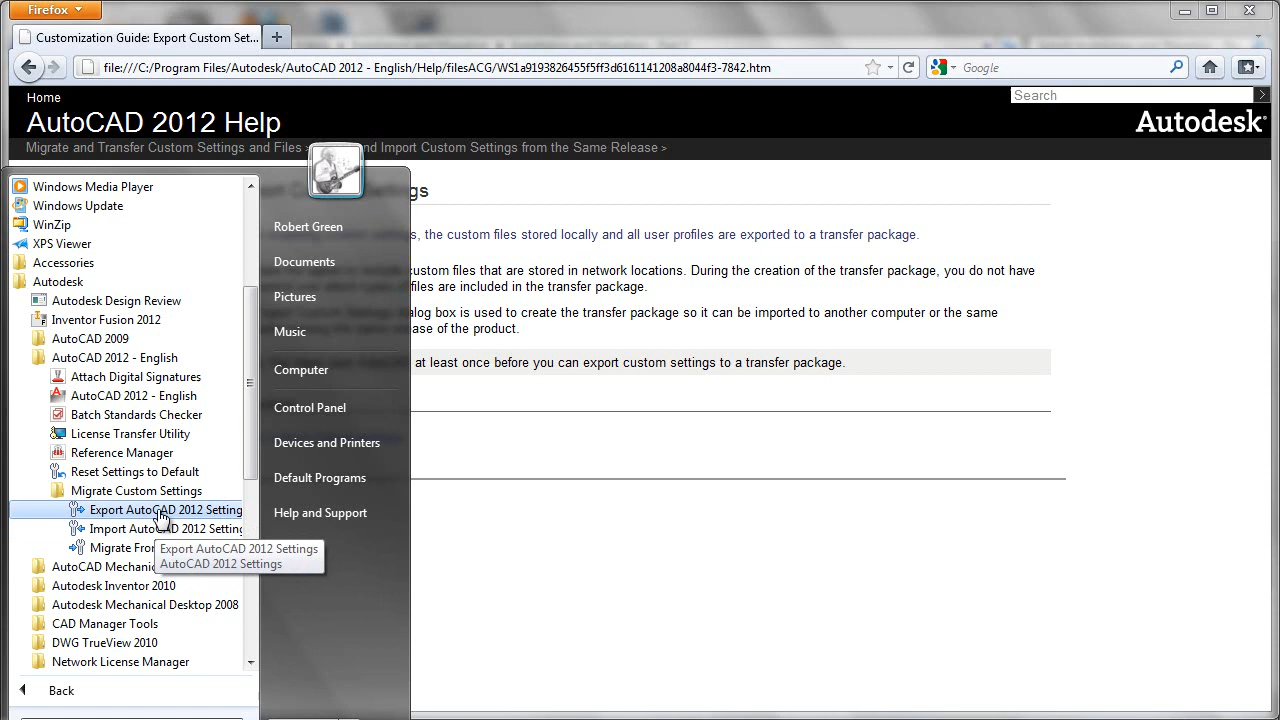 Firefox
Customization Guide: Export Custom Set...
file:///C:/Program Files/Autodesk/AutoCAD 2012 - English/Help/filesACG/WS1a9193826455f5ff3d6161141208a8044f3-7842.htm
Google
Home
Search
AutoCAD 2012 Help
Autodesk
Migrate and Transfer Custom Settings and Files >
and Import Custom Settings from the Same Release >
Windows Media Player
Windows Update
WinZip
XPS Viewer
Accessories
Autodesk
Autodesk Design Review
Inventor Fusion 2012
AutoCAD 2009
AutoCAD 2012 - English
Attach Digital Signatures
AutoCAD 2012 - English
Batch Standards Checker
License Transfer Utility
Reference Manager
Reset Settings to Default
Migrate Custom Settings
Export AutoCAD 2012 Setting
Import AutoCAD 2012 Setting
Migrate From
Export AutoCAD 2012 Settings
AutoCAD 2012 Settings
AutoCAD Mechanic
Autodesk Inventor 2010
Autodesk Mechanical Desktop 2008
CAD Manager Tools
DWG TrueView 2010
Network License Manager
Back
Robert Green
Documents
Pictures
Music
Computer
Control Panel
Devices and Printers
Default Programs
Help and Support
gs
, the custom files stored locally and all user profiles are exported to a transfer package.
custom files that are stored in network locations. During the creation of the transfer package, you do not have
files are included in the transfer package.
alog box is used to create the transfer package so it can be imported to another computer or the same
ease of the product.
at least once before you can export custom settings to a transfer package.